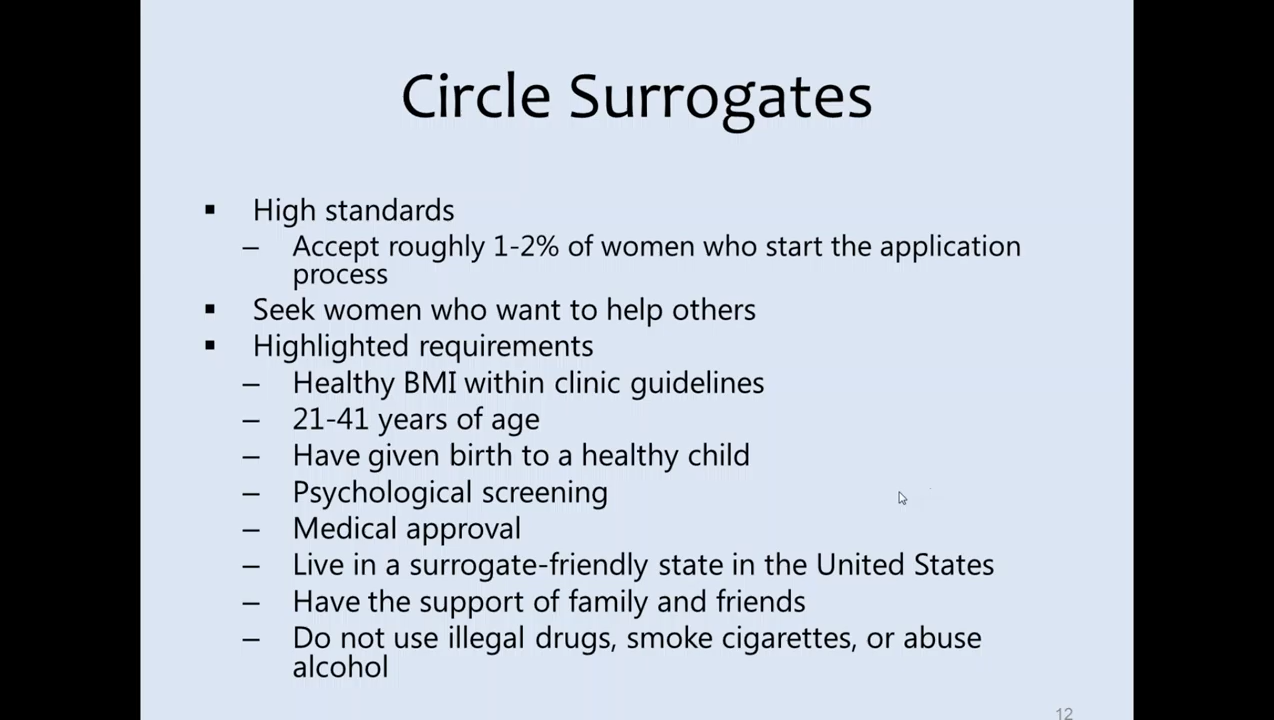 Circle Surrogates
▪ High standards
– Accept roughly 1-2% of women who start the application
process
▪ Seek women who want to help others
▪ Highlighted requirements
– Healthy BMI within clinic guidelines
– 21-41 years of age
– Have given birth to a healthy child
– Psychological screening
– Medical approval
– Live in a surrogate-friendly state in the United States
– Have the support of family and friends
– Do not use illegal drugs, smoke cigarettes, or abuse
alcohol
12